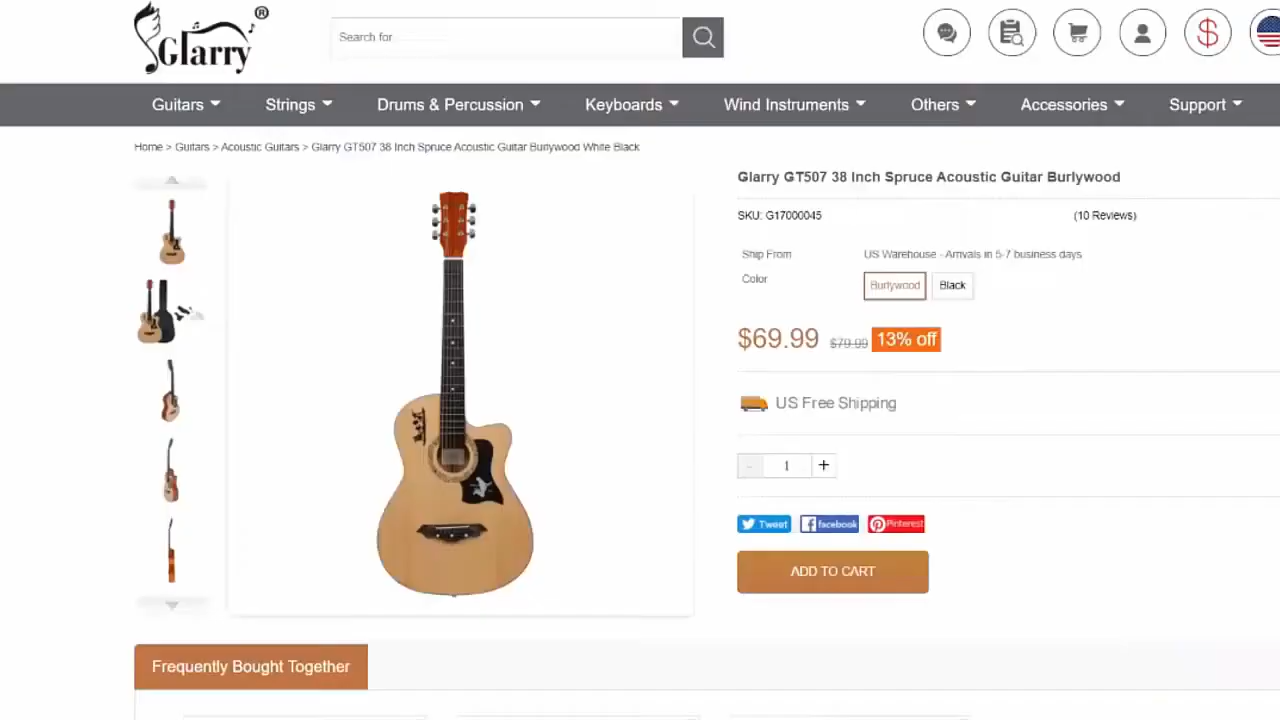 Glarry ®
Search for
Guitars Strings Drums & Percussion Keyboards Wind Instruments Others Accessories Support
Home > Guitars > Acoustic Guitars > Glarry GT507 38 Inch Spruce Acoustic Guitar Burlywood White Black
Glarry GT507 38 Inch Spruce Acoustic Guitar Burlywood
SKU: G17000045 (10 Reviews)
Ship From US Warehouse - Arrivals in 5-7 business days
Color Burlywood Black
$69.99 $79.99 13% off
US Free Shipping
- 1 +
Tweet facebook Pinterest
ADD TO CART
Frequently Bought Together